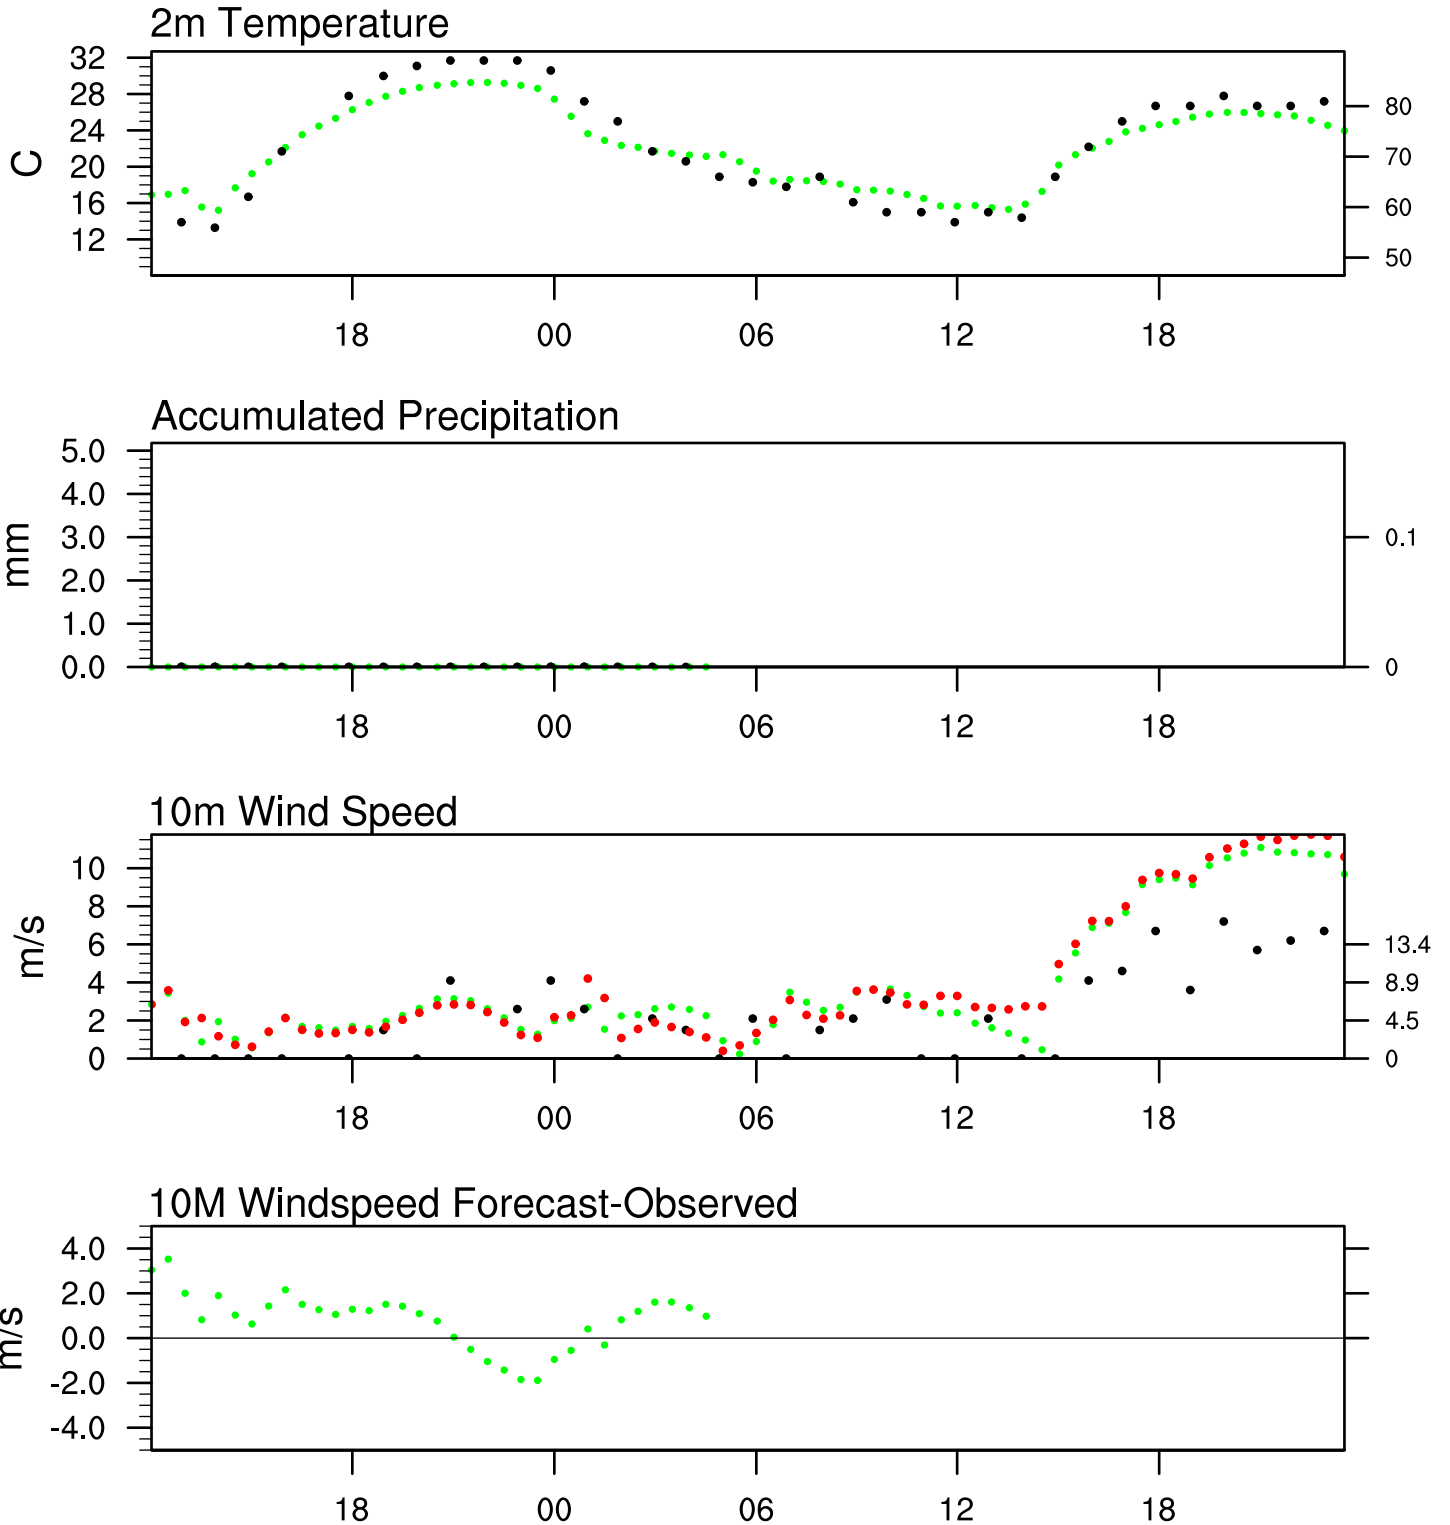 2m Temperature
32
28
24
20
16
12
C
80
70
60
50
18 00 06 12 18
Accumulated Precipitation
5.0
4.0
3.0
2.0
1.0
0.0
mm
0.1
0
18 00 06 12 18
10m Wind Speed
10
8
6
4
2
0
m/s
13.4
8.9
4.5
0
18 00 06 12 18
10M Windspeed Forecast-Observed
4.0
2.0
0.0
-2.0
-4.0
m/s
18 00 06 12 18